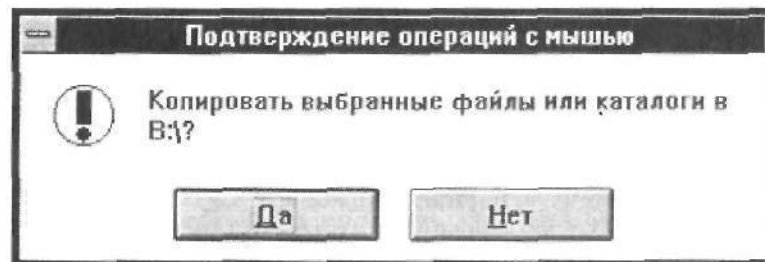 Подтверждение операций с мышью
Копировать выбранные файлы или каталоги в
B:\?
Да
Нет